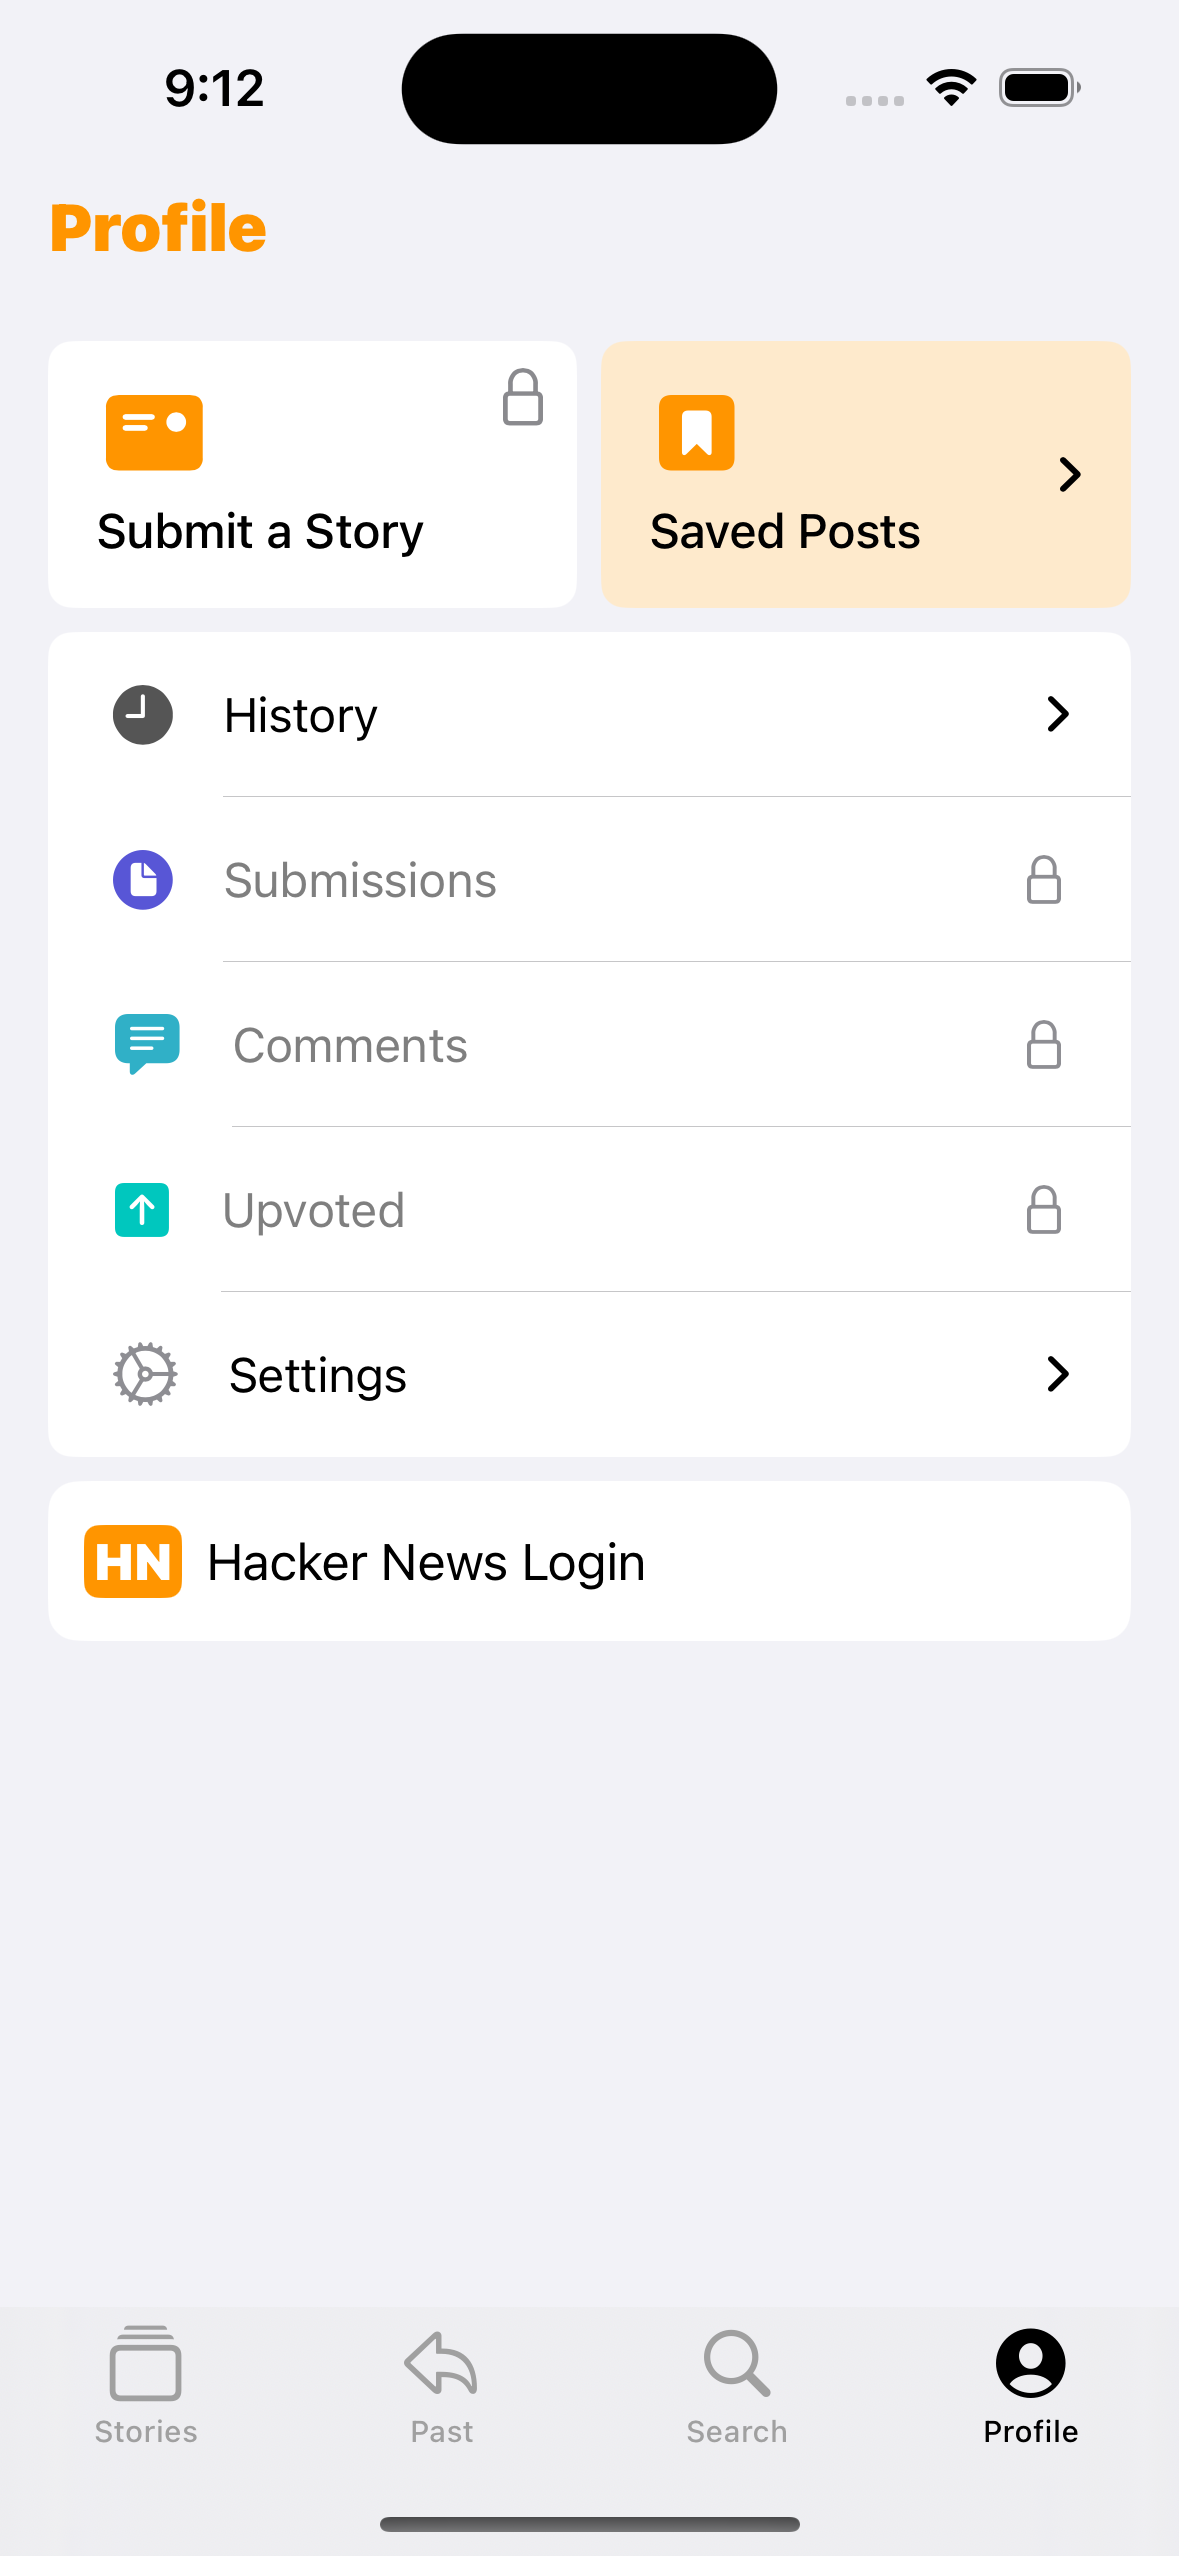 9:12
Profile
Submit a Story
Saved Posts
History
Submissions
Comments
Upvoted
Settings
HN Hacker News Login
Stories
Past
Search
Profile